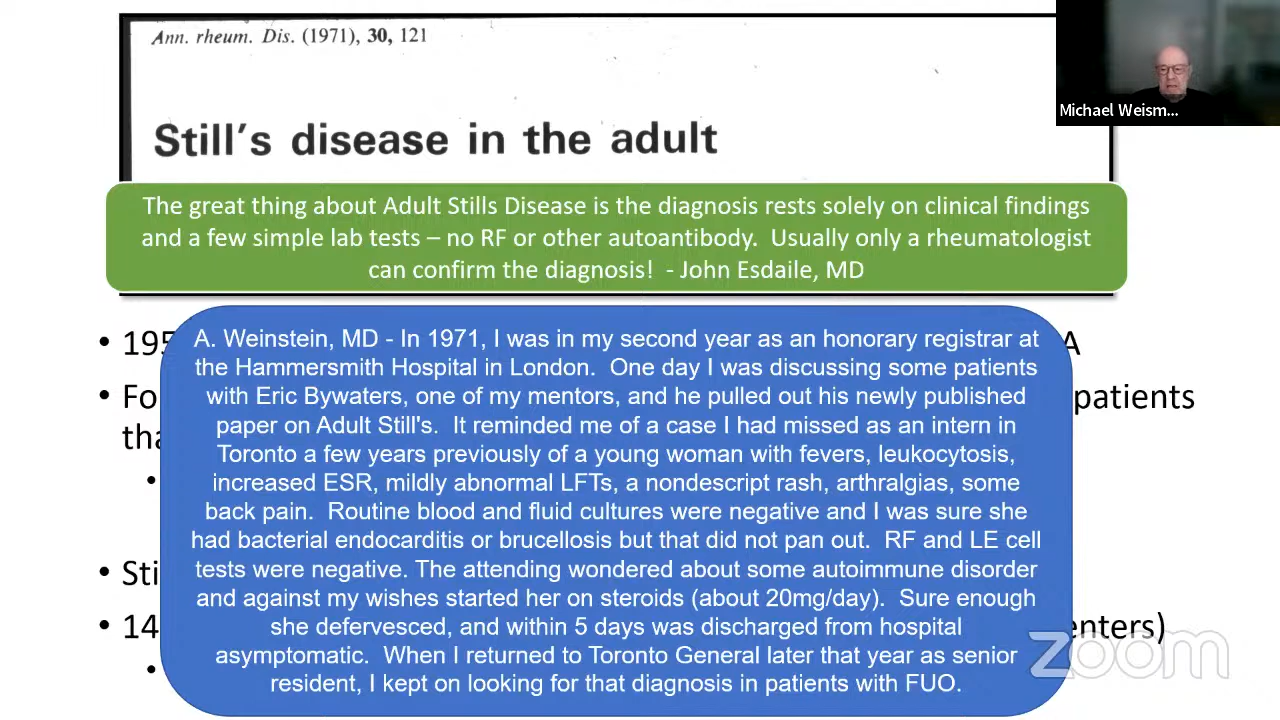 Ann. rheum. Dis. (1971), 30, 121
Michael Weism...
Still's disease in the adult
The great thing about Adult Stills Disease is the diagnosis rests solely on clinical findings
and a few simple lab tests – no RF or other autoantibody.  Usually only a rheumatologist
can confirm the diagnosis!  - John Esdaile, MD
A. Weinstein, MD - In 1971, I was in my second year as an honorary registrar at
the Hammersmith Hospital in London.  One day I was discussing some patients
with Eric Bywaters, one of my mentors, and he pulled out his newly published
paper on Adult Still's.  It reminded me of a case I had missed as an intern in
Toronto a few years previously of a young woman with fevers, leukocytosis,
increased ESR, mildly abnormal LFTs, a nondescript rash, arthralgias, some
back pain.  Routine blood and fluid cultures were negative and I was sure she
had bacterial endocarditis or brucellosis but that did not pan out.  RF and LE cell
tests were negative. The attending wondered about some autoimmune disorder
and against my wishes started her on steroids (about 20mg/day).  Sure enough
she defervesced, and within 5 days was discharged from hospital
asymptomatic.  When I returned to Toronto General later that year as senior
resident, I kept on looking for that diagnosis in patients with FUO.
patients
zoom